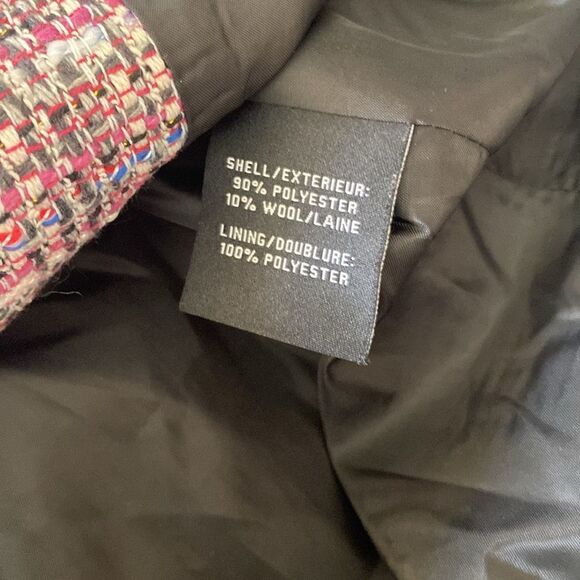 SHELL/EXTERIEUR:
90% POLYESTER
10% WOOL/LAINE
LINING/DOUBLURE:
100% POLYESTER